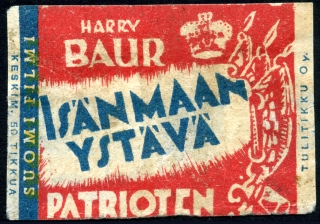 HARRY
BAUR
ISÄNMAAN
YSTÄVÄ
PATRIOTEN
SUOMI FILMI
KESKIM. 50 TIKKUA
TULITIKKU OY.